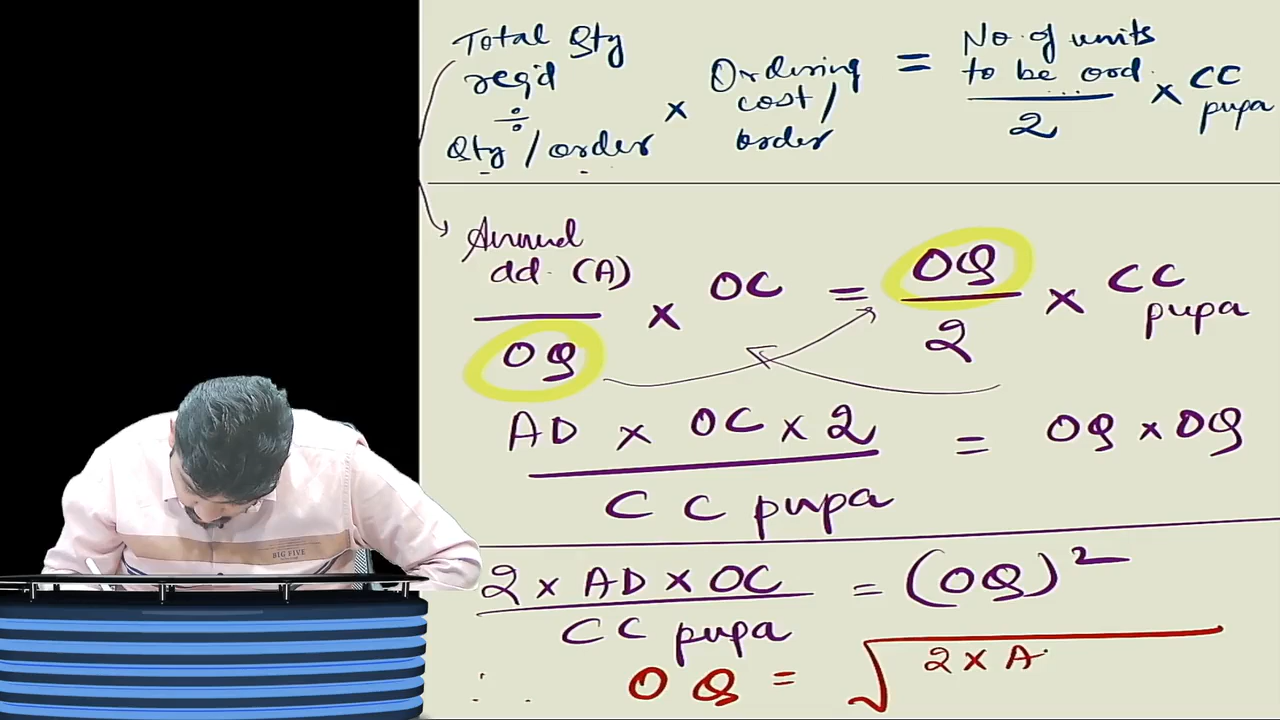 Total Qty
req'd
÷
Qty / order × Ordering cost / order = No. of units to be ord. / 2 × CC pupa
Annual
dd. (A)
OQ × OC = OQ / 2 × CC pupa
AD × OC × 2 = OQ × OQ
CC pupa
2 × AD × OC = (OQ)²
CC pupa
∴ OQ = √ 2 × A
BIG FIVE